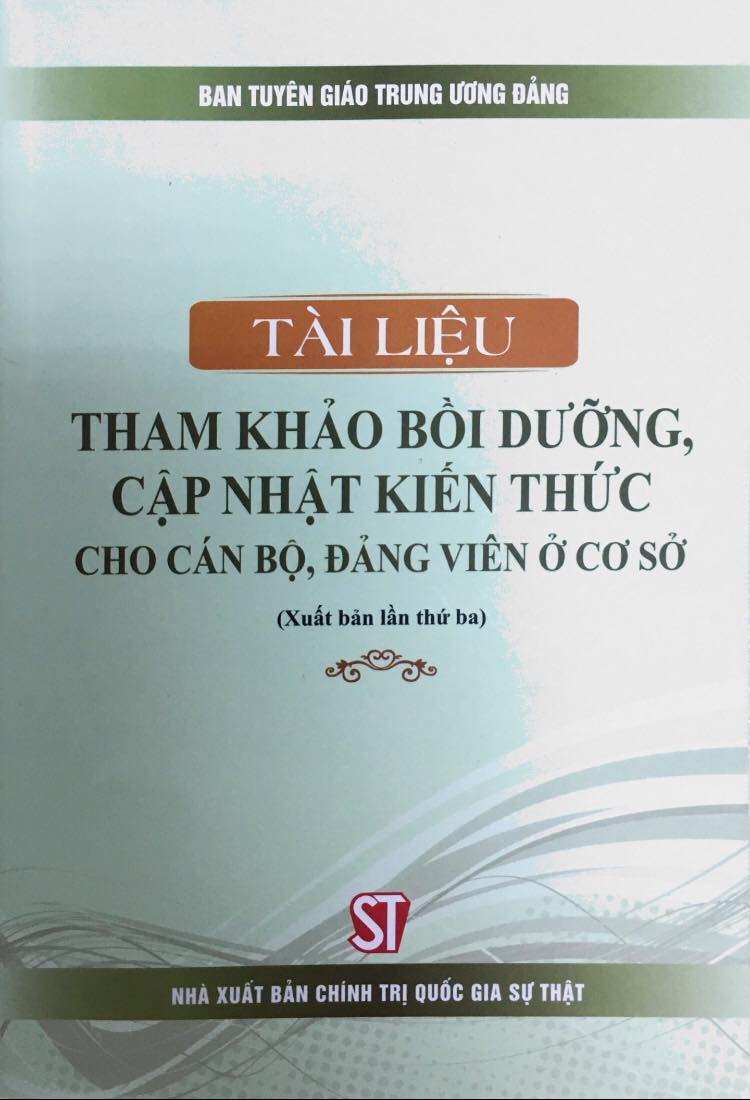 BAN TUYÊN GIÁO TRUNG ƯƠNG ĐẢNG
TÀI LIỆU
THAM KHẢO BỒI DƯỠNG,
CẬP NHẬT KIẾN THỨC
CHO CÁN BỘ, ĐẢNG VIÊN Ở CƠ SỞ
(Xuất bản lần thứ ba)
ST
NHÀ XUẤT BẢN CHÍNH TRỊ QUỐC GIA SỰ THẬT